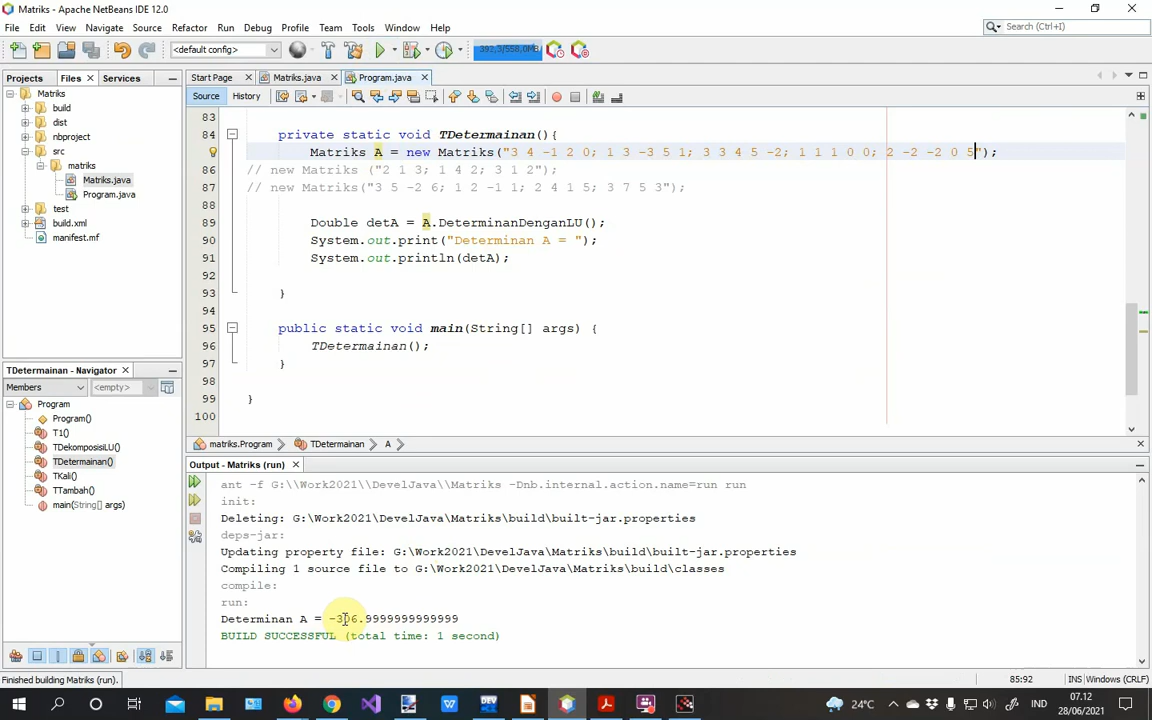 Matriks - Apache NetBeans IDE 12.0
File Edit View Navigate Source Refactor Run Debug Profile Team Tools Window Help
Search (Ctrl+I)
<default config>
392,3/558,0MB
Projects Files Services
Start Page Matriks.java Program.java
Source History
Matriks
build
dist
nbproject
src
matriks
Matriks.java
Program.java
test
build.xml
manifest.mf
83
84 private static void TDetermainan(){
Matriks A = new Matriks("3 4 -1 2 0; 1 3 -3 5 1; 3 3 4 5 -2; 1 1 1 0 0; 2 -2 -2 0 5");
86 // new Matriks ("2 1 3; 1 4 2; 3 1 2");
87 // new Matriks("3 5 -2 6; 1 2 -1 1; 2 4 1 5; 3 7 5 3");
88
89 Double detA = A.DeterminanDenganLU();
90 System.out.print("Determinan A = ");
91 System.out.println(detA);
92
93 }
94
95 public static void main(String[] args) {
96 TDetermainan();
97 }
98
99 }
100
TDetermainan - Navigator
Members <empty>
Program
Program()
T1()
TDekomposisiLU()
TDetermainan()
TKali()
TTambah()
main(String[] args)
matriks.Program TDetermainan A
Output - Matriks (run)
ant -f G:\\Work2021\\DevelJava\\Matriks -Dnb.internal.action.name=run run
init:
Deleting: G:\Work2021\DevelJava\Matriks\build\built-jar.properties
deps-jar:
Updating property file: G:\Work2021\DevelJava\Matriks\build\built-jar.properties
Compiling 1 source file to G:\Work2021\DevelJava\Matriks\build\classes
compile:
run:
Determinan A = -306.9999999999999
BUILD SUCCESSFUL (total time: 1 second)
Finished building Matriks (run).
85:92 INS Windows (CRLF)
24°C
IND
07.12
28/06/2021